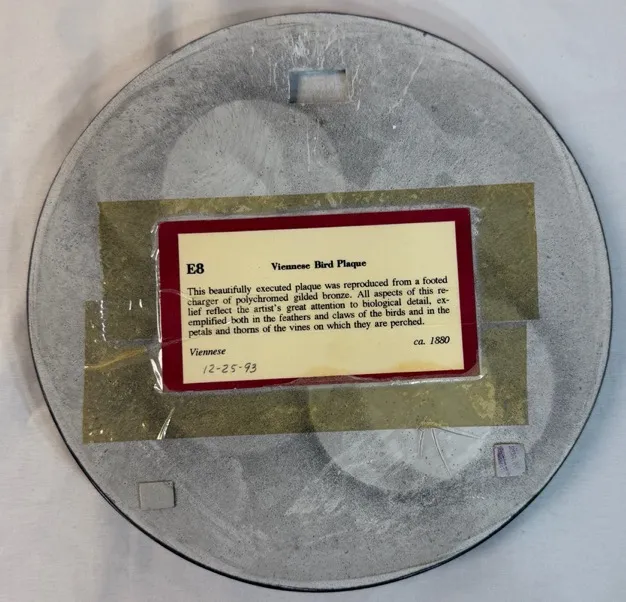 E8 Viennese Bird Plaque
This beautifully executed plaque was reproduced from a footed
charger of polychromed gilded bronze. All aspects of this re-
lief reflect the artist's great attention to biological detail, ex-
emplified both in the feathers and claws of the birds and in the
petals and thorns of the vines on which they are perched.
Viennese ca. 1880
12-25-93